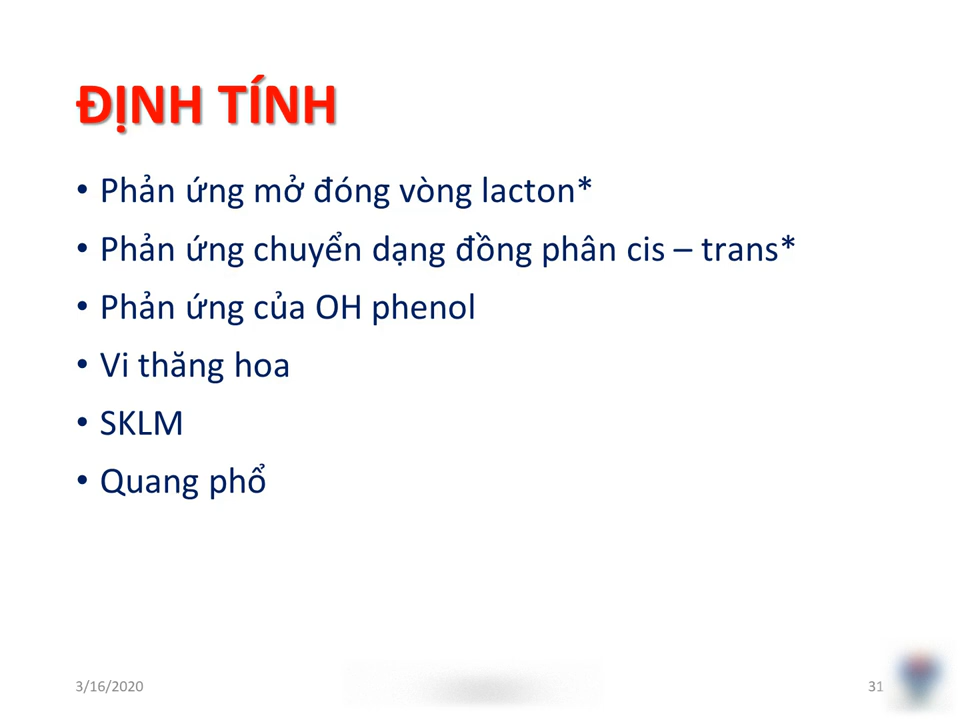 ĐỊNH TÍNH
• Phản ứng mở đóng vòng lacton*
• Phản ứng chuyển dạng đồng phân cis – trans*
• Phản ứng của OH phenol
• Vi thăng hoa
• SKLM
• Quang phổ
3/16/2020
31